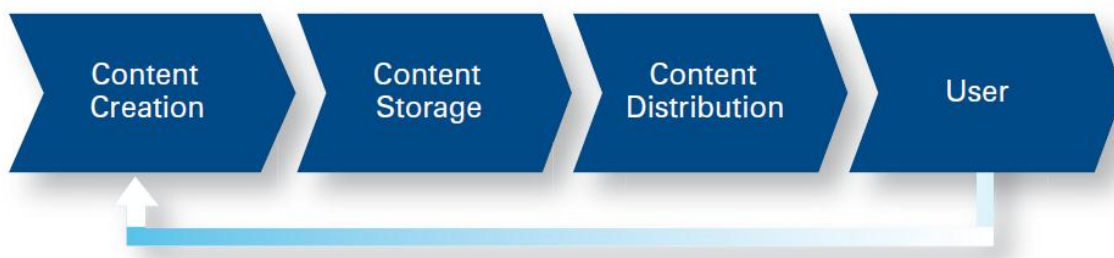 Content
Creation
Content
Storage
Content
Distribution
User